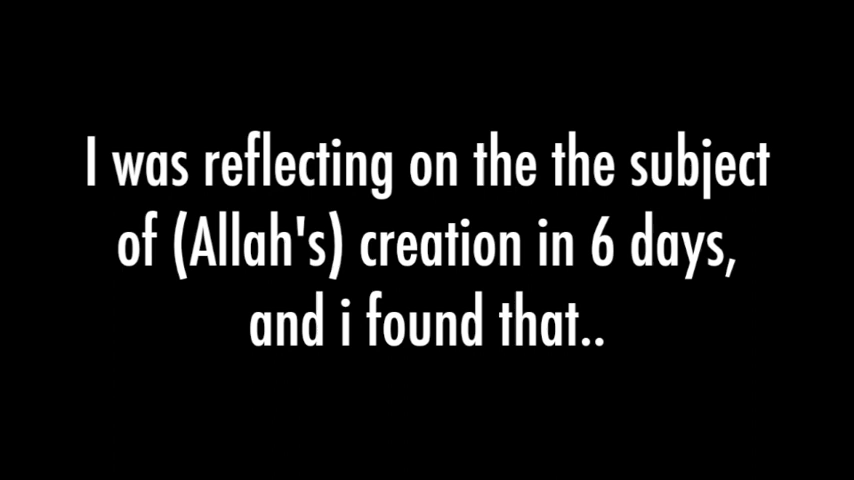 I was reflecting on the the subject
of (Allah's) creation in 6 days,
and i found that..